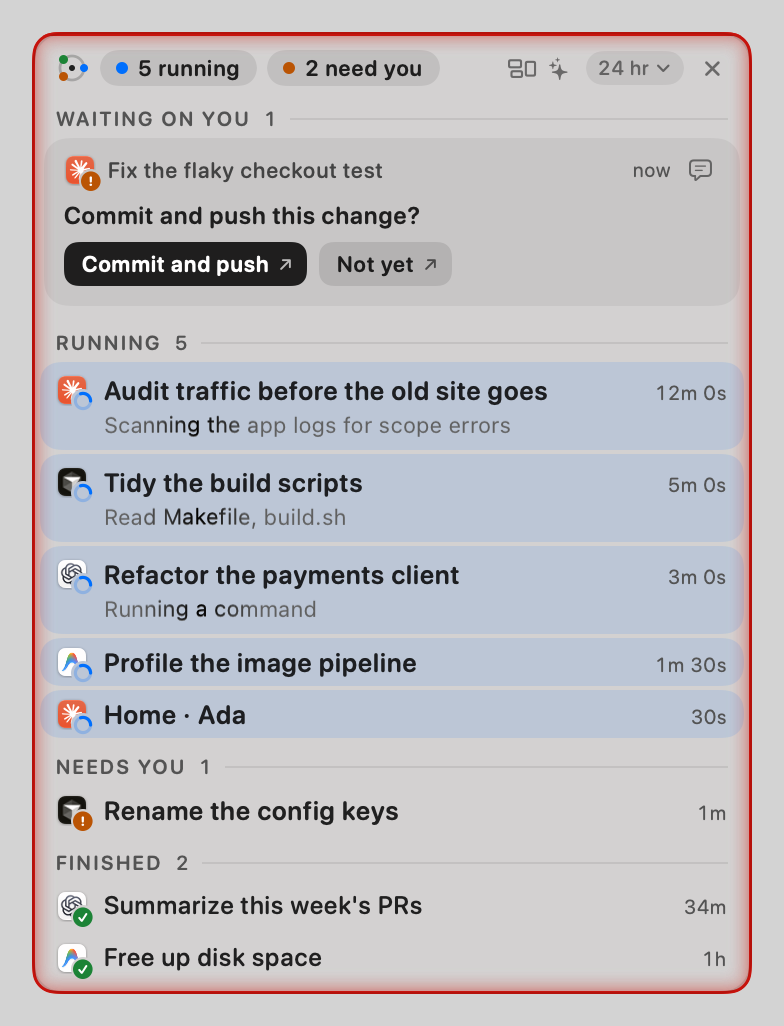 5 running
2 need you
24 hr
WAITING ON YOU 1
Fix the flaky checkout test
now
Commit and push this change?
Commit and push ↗
Not yet ↗
RUNNING 5
Audit traffic before the old site goes
12m 0s
Scanning the app logs for scope errors
Tidy the build scripts
5m 0s
Read Makefile, build.sh
Refactor the payments client
3m 0s
Running a command
Profile the image pipeline
1m 30s
Home · Ada
30s
NEEDS YOU 1
Rename the config keys
1m
FINISHED 2
Summarize this week's PRs
34m
Free up disk space
1h